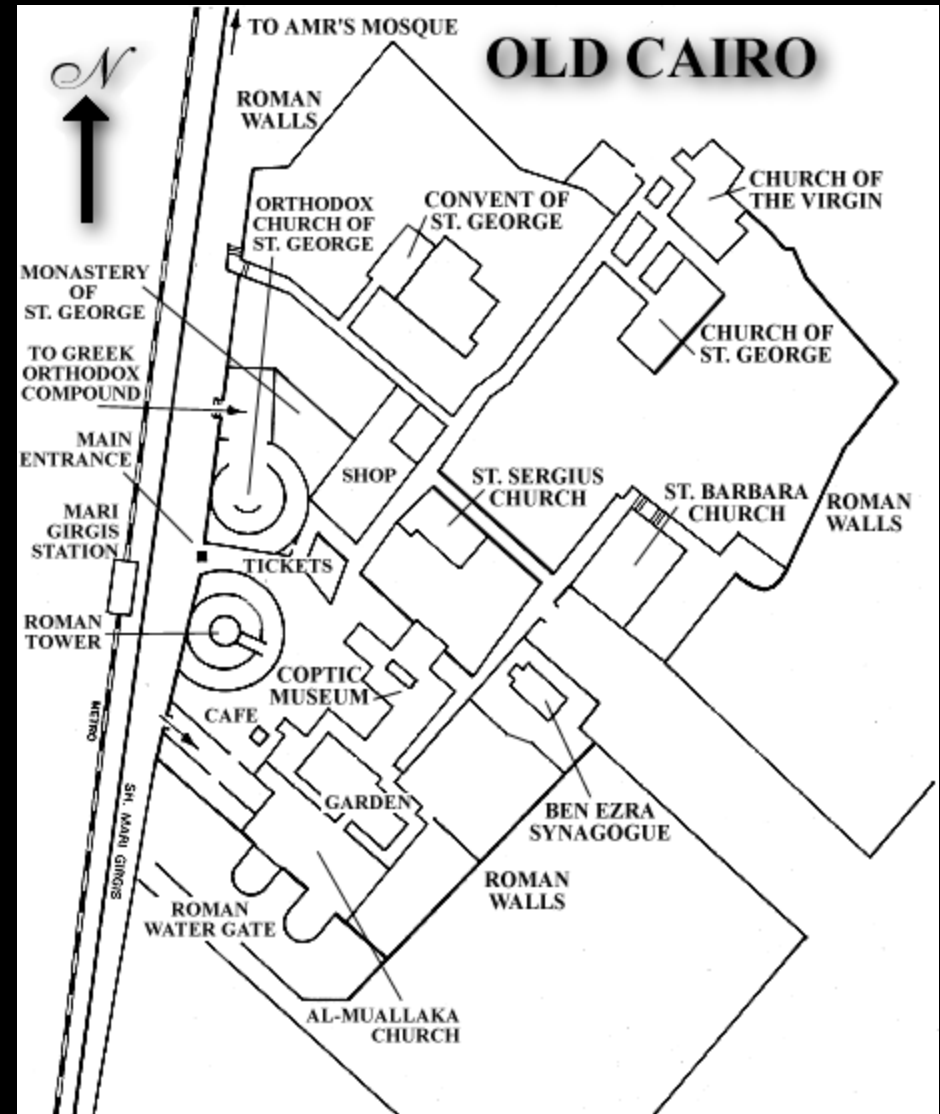 TO AMR'S MOSQUE
OLD CAIRO
N
ROMAN
WALLS
CHURCH OF
THE VIRGIN
ORTHODOX
CHURCH OF
ST. GEORGE
CONVENT OF
ST. GEORGE
MONASTERY
OF
ST. GEORGE
CHURCH OF
ST. GEORGE
TO GREEK
ORTHODOX
COMPOUND
MAIN
ENTRANCE
SHOP
ST. SERGIUS
CHURCH
ST. BARBARA
CHURCH
ROMAN
WALLS
MARI
GIRGIS
STATION
TICKETS
ROMAN
TOWER
COPTIC
MUSEUM
CAFE
METRO
GARDEN
BEN EZRA
SYNAGOGUE
SH. MARI GIRGIS
ROMAN
WALLS
ROMAN
WATER GATE
AL-MUALLAKA
CHURCH